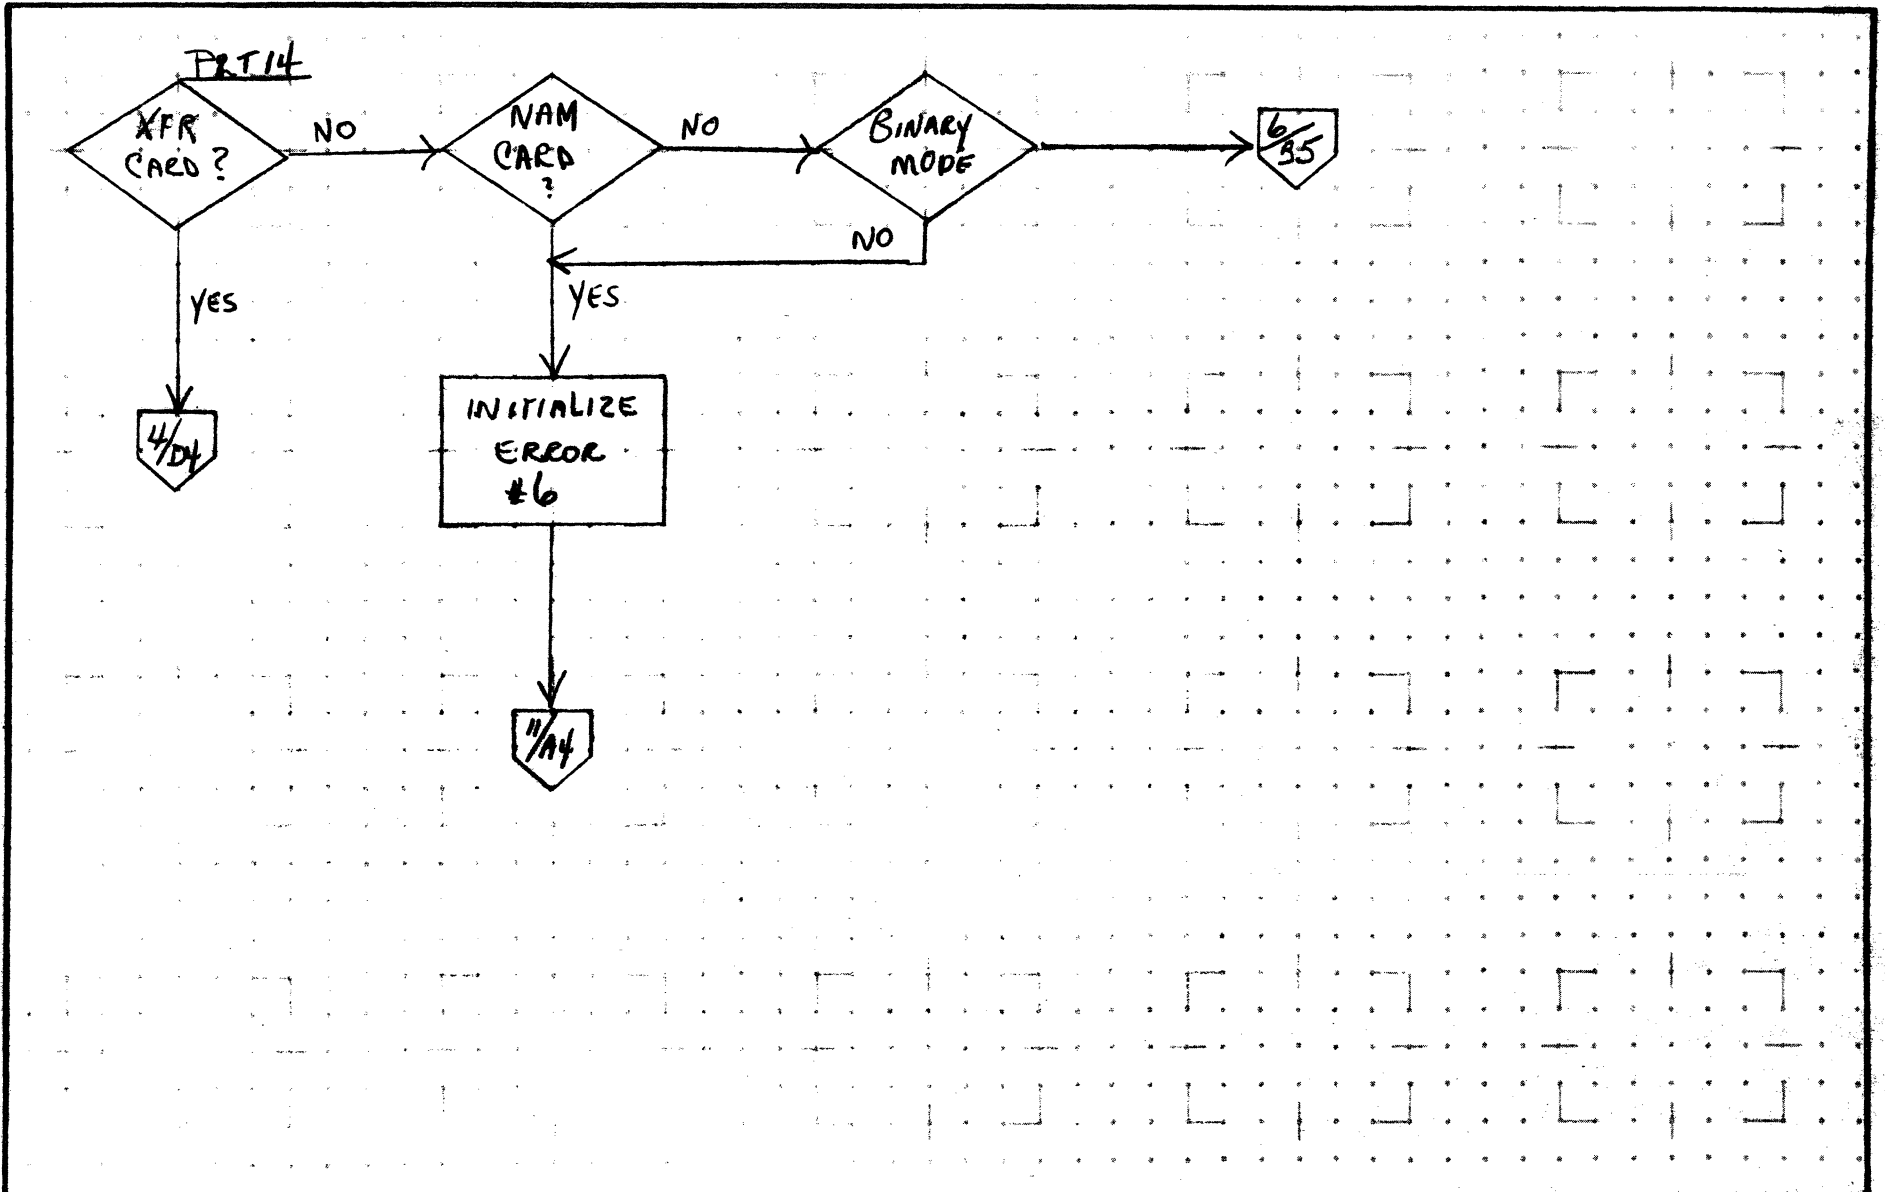 PRT14
XFR
CARD ?
NO
NAM
CARD
?
NO
BINARY
MODE
6/
B5
NO
YES
YES
INITIALIZE
ERROR
#6
4/D4
11/A4